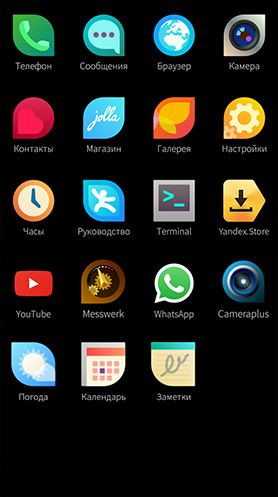 Телефон
Сообщения
Браузер
Камера
jolla
Контакты
Магазин
Галерея
Настройки
>_
Часы
Руководство
Terminal
Yandex.Store
YouTube
Messwerk
WhatsApp
Cameraplus
Погода
Календарь
Заметки